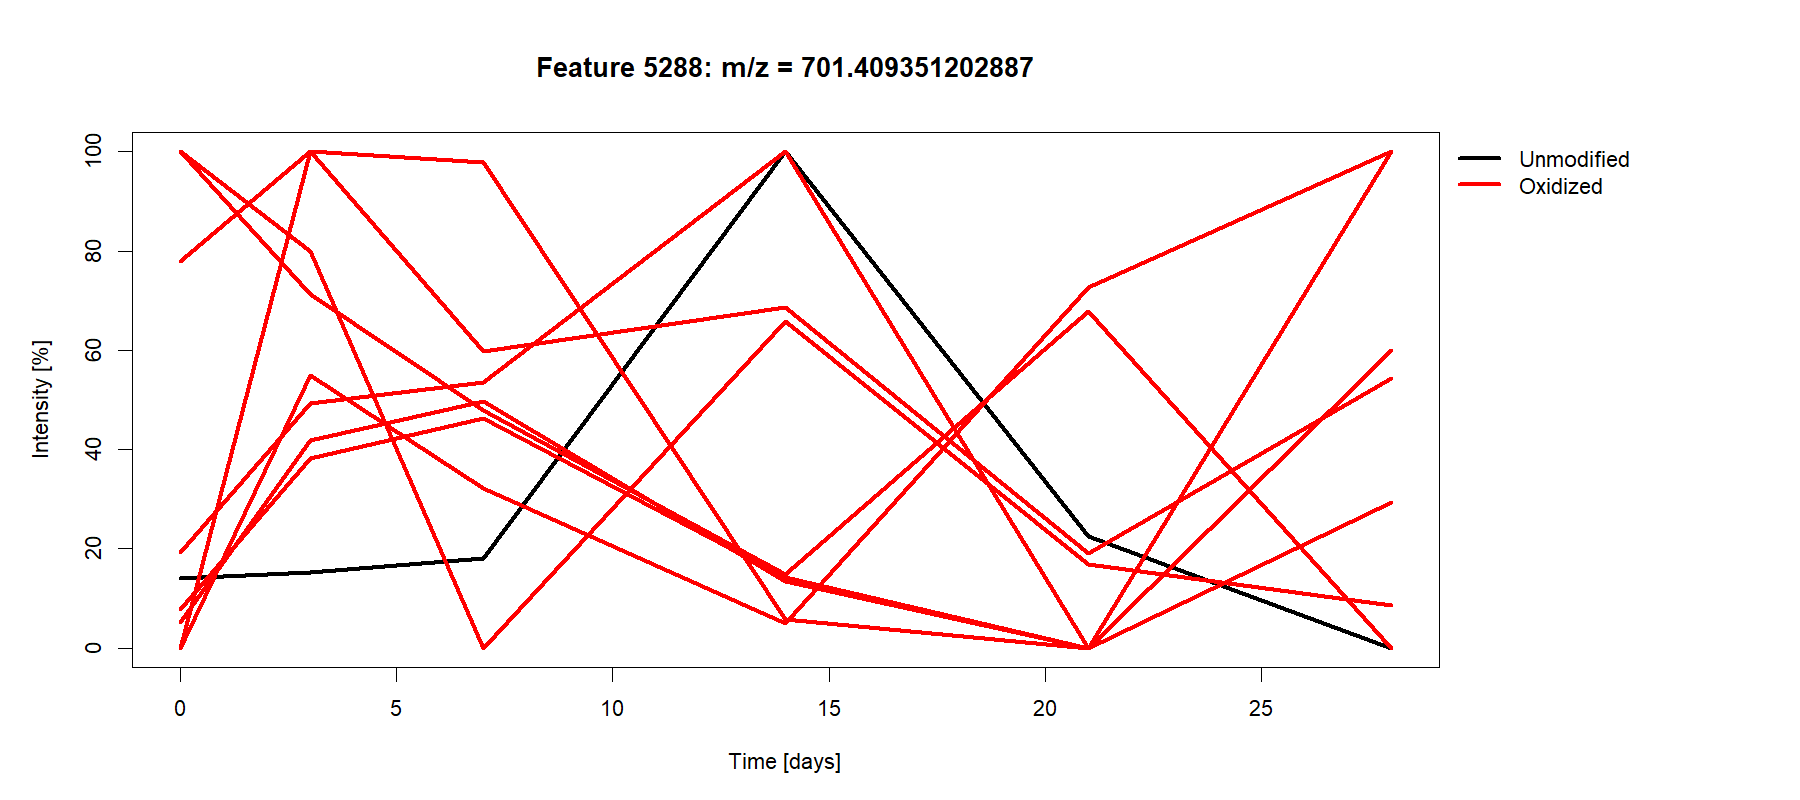 Feature 5288: m/z = 701.409351202887
Unmodified
Oxidized
Intensity [%]
100
80
60
40
20
0
0 5 10 15 20 25
Time [days]